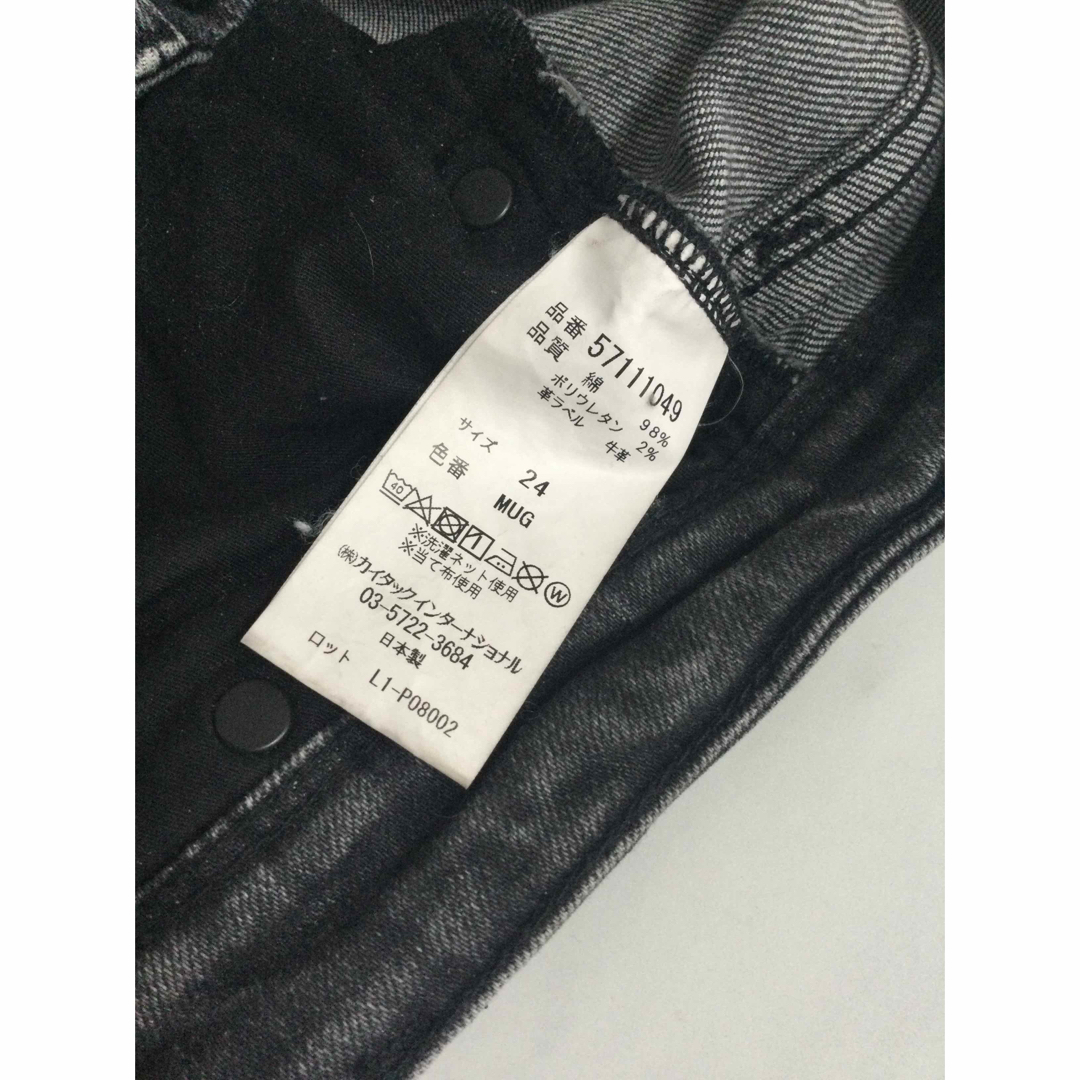 品番 57111049
品質 綿 98%
ポリウレタン 2%
革ラベル 牛革
サイズ 24
色番 MUG
40 W
※洗濯ネット使用
※当て布使用
(株)カイタックインターナショナル
03-5722-3684
日本製
ロット L1-P08002